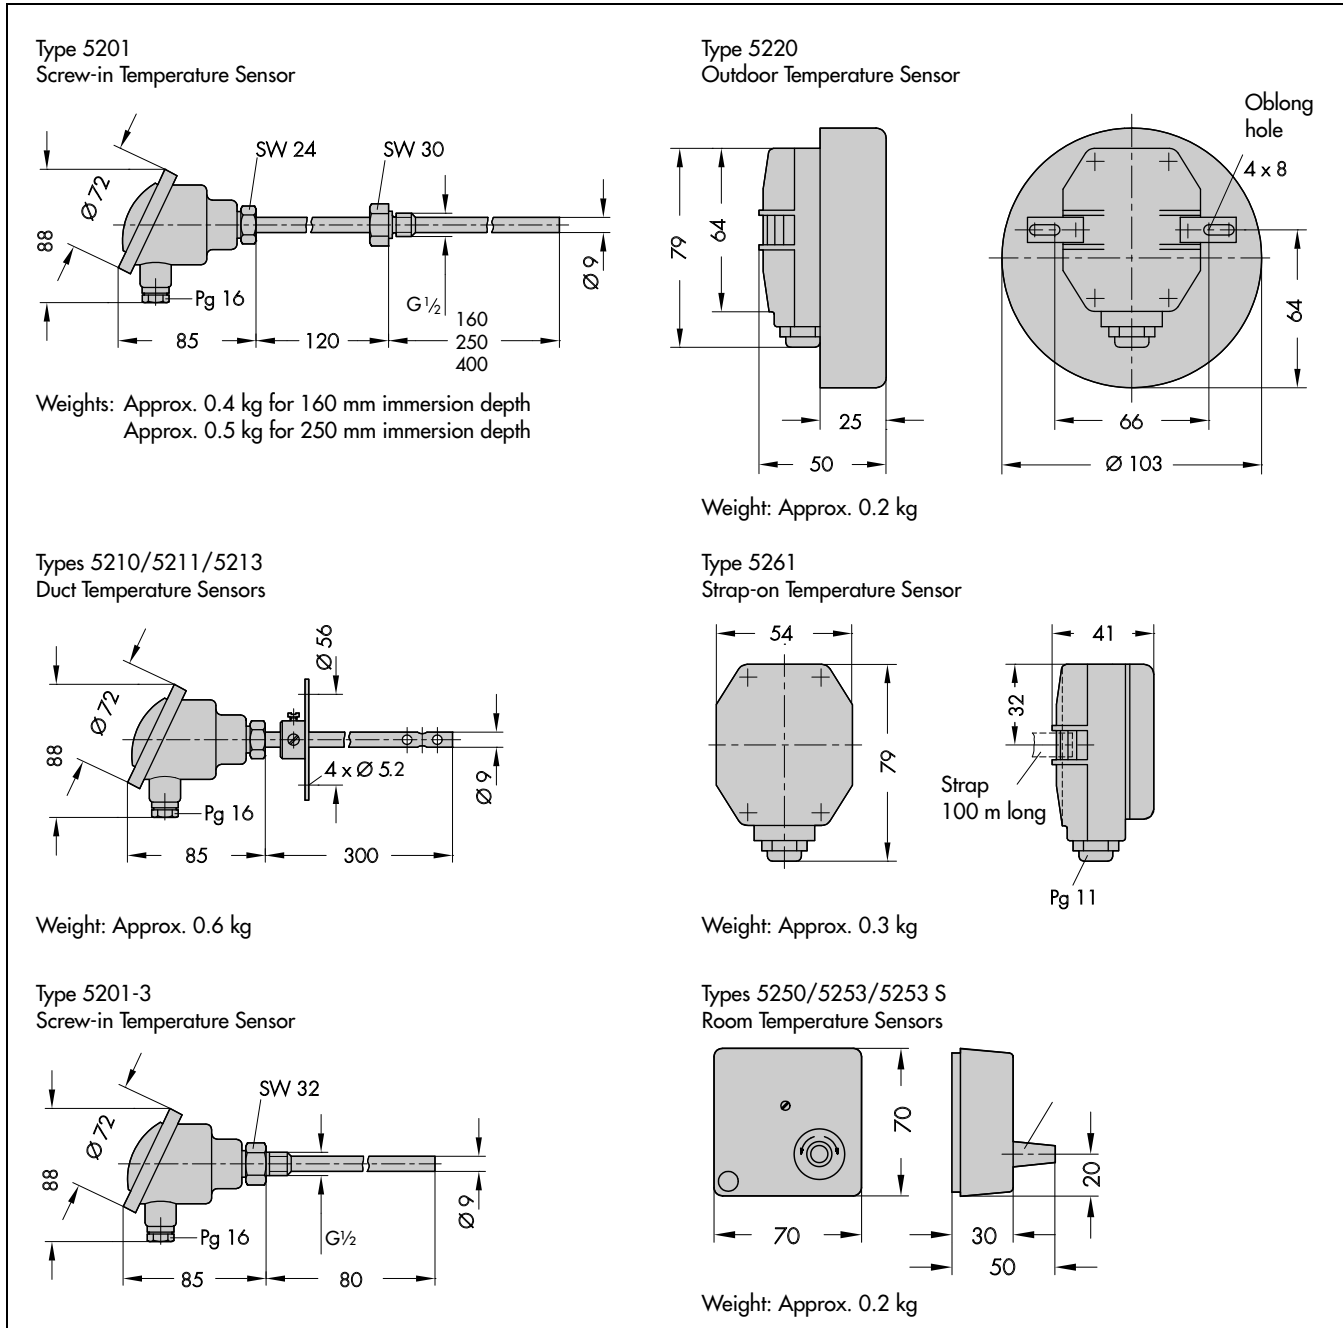 Type 5201
Screw-in Temperature Sensor
SW 24
SW 30
Ø 72
88
Pg 16
G ½
Ø 9
85
120
160
250
400
Weights: Approx. 0.4 kg for 160 mm immersion depth
Approx. 0.5 kg for 250 mm immersion depth
Type 5220
Outdoor Temperature Sensor
Oblong
hole
4 x 8
79
64
64
25
66
50
Ø 103
Weight: Approx. 0.2 kg
Types 5210/5211/5213
Duct Temperature Sensors
Ø 56
Ø 72
88
4 x Ø 5.2
Ø 9
Pg 16
85
300
Weight: Approx. 0.6 kg
Type 5261
Strap-on Temperature Sensor
54
41
32
79
Strap
100 m long
Pg 11
Weight: Approx. 0.3 kg
Type 5201-3
Screw-in Temperature Sensor
SW 32
Ø 72
88
Ø 9
Pg 16
G½
85
80
Types 5250/5253/5253 S
Room Temperature Sensors
70
20
70
30
50
Weight: Approx. 0.2 kg